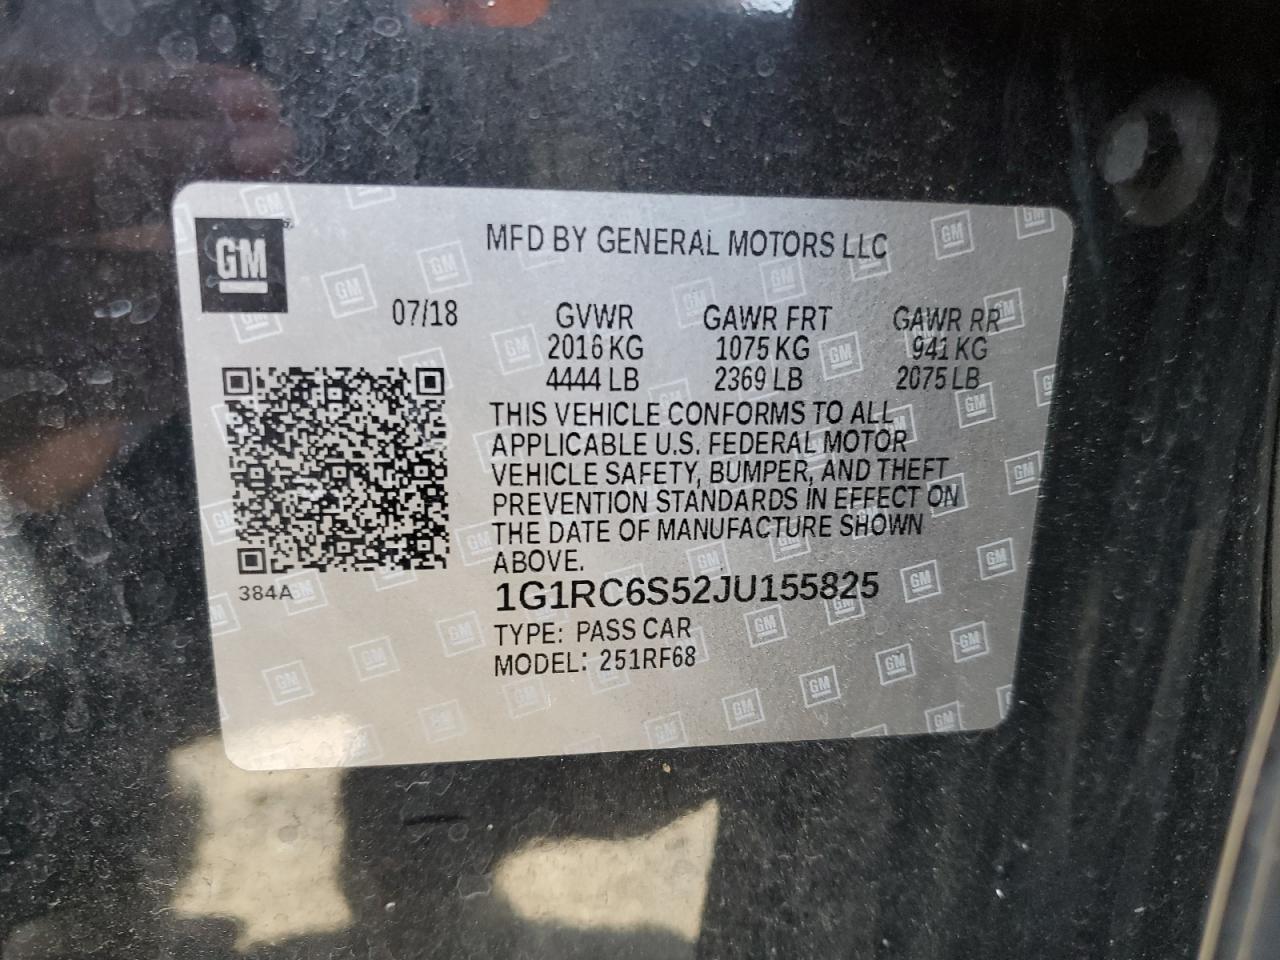 GM
MFD BY GENERAL MOTORS LLC
07/18 GVWR GAWR FRT GAWR RR
2016 KG 1075 KG 941 KG
4444 LB 2369 LB 2075 LB
THIS VEHICLE CONFORMS TO ALL
APPLICABLE U.S. FEDERAL MOTOR
VEHICLE SAFETY, BUMPER, AND THEFT
PREVENTION STANDARDS IN EFFECT ON
THE DATE OF MANUFACTURE SHOWN
ABOVE.
384A
1G1RC6S52JU155825
TYPE: PASS CAR
MODEL: 251RF68